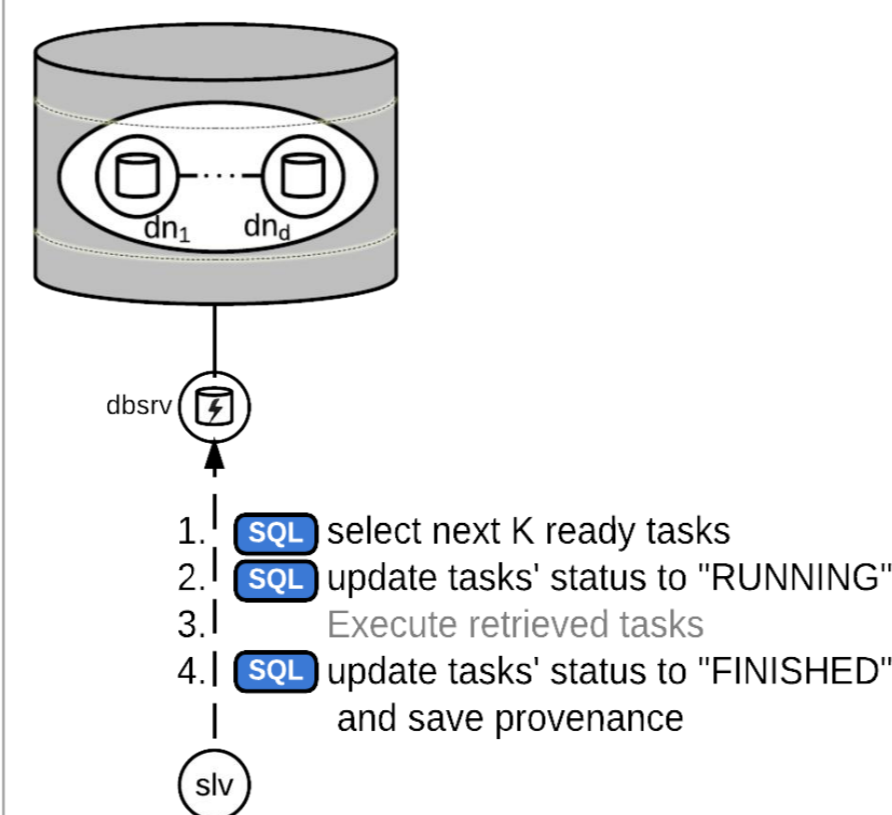 dn1 dnd
dbsrv
1. SQL select next K ready tasks
2. SQL update tasks' status to "RUNNING"
3. Execute retrieved tasks
4. SQL update tasks' status to "FINISHED"
and save provenance
slv